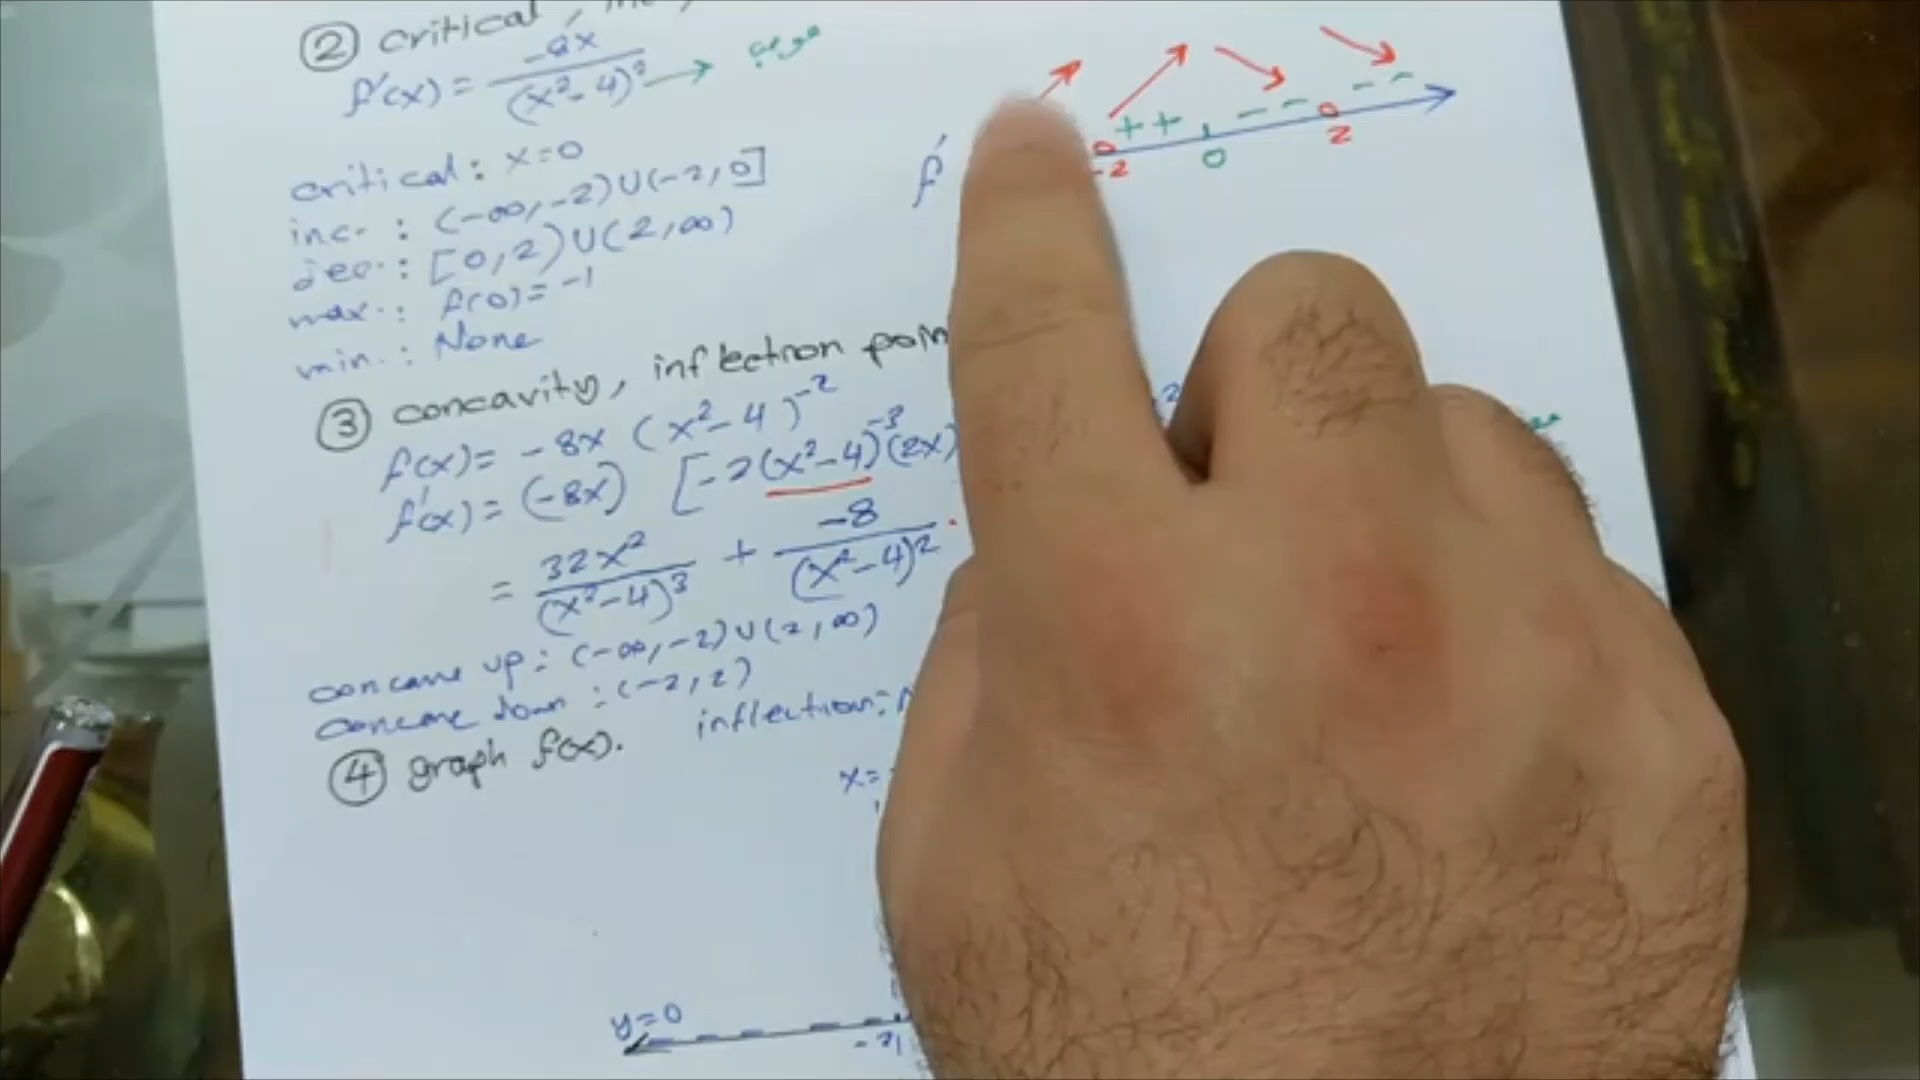 ② critical, inc,
f'(x) = -8x / (x²-4)² → موجب
critical: x=0
inc. : (-∞,-2)∪(-2,0]
dec. : [0,2)∪(2,∞)
max. : f(0)=-1
min. : None
f'
++ -- --
-2 0 2
③ concavity, inflection poin
f(x) = -8x (x²-4)⁻²
f'(x) = (-8x) [-2(x²-4)⁻³(2x)
= 32x² / (x²-4)³ + -8 / (x²-4)²
concave up: (-∞,-2)∪(2,∞)
concave down: (-2,2)
inflection:
④ graph f(x).
x=
y=0